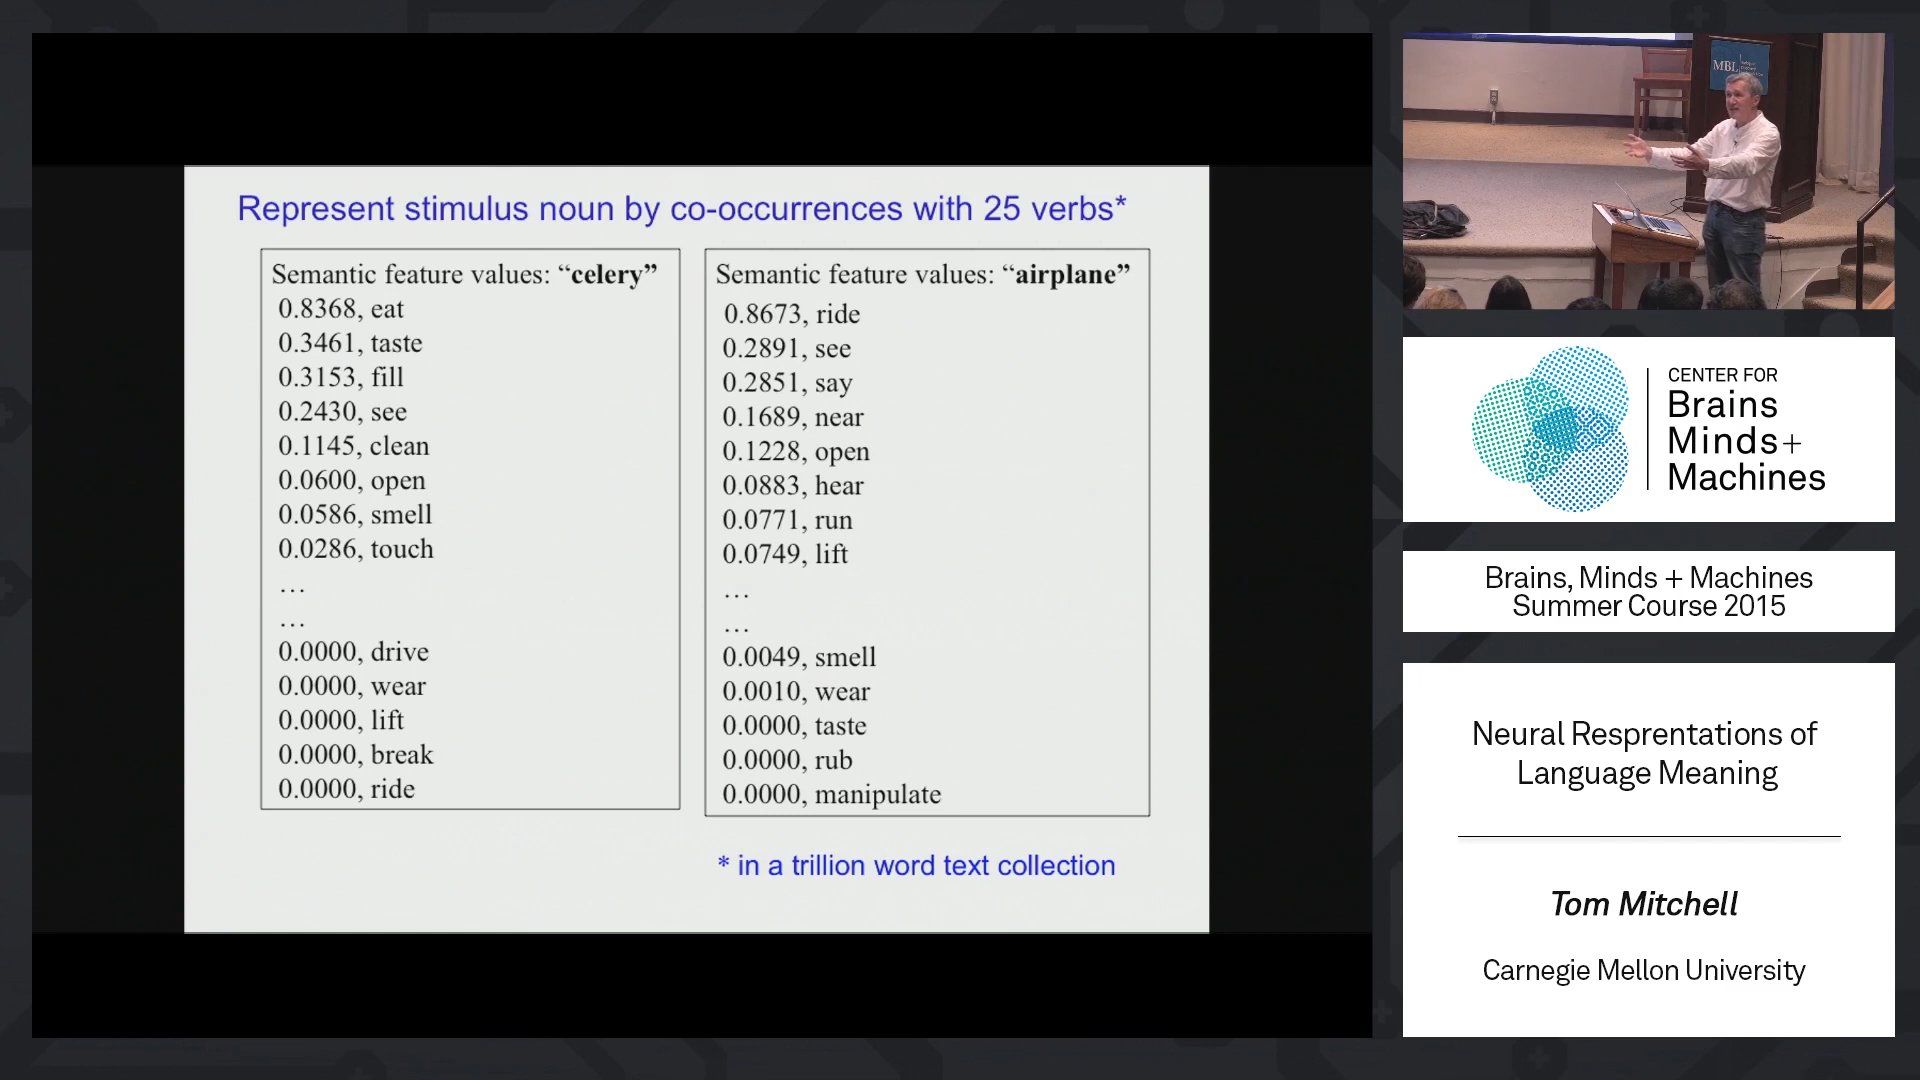 Represent stimulus noun by co-occurrences with 25 verbs*
Semantic feature values: “celery”
0.8368, eat
0.3461, taste
0.3153, fill
0.2430, see
0.1145, clean
0.0600, open
0.0586, smell
0.0286, touch
…
…
0.0000, drive
0.0000, wear
0.0000, lift
0.0000, break
0.0000, ride
Semantic feature values: “airplane”
0.8673, ride
0.2891, see
0.2851, say
0.1689, near
0.1228, open
0.0883, hear
0.0771, run
0.0749, lift
…
…
0.0049, smell
0.0010, wear
0.0000, taste
0.0000, rub
0.0000, manipulate
* in a trillion word text collection
MBL
CENTER FOR
Brains
Minds+
Machines
Brains, Minds + Machines
Summer Course 2015
Neural Resprentations of
Language Meaning
Tom Mitchell
Carnegie Mellon University